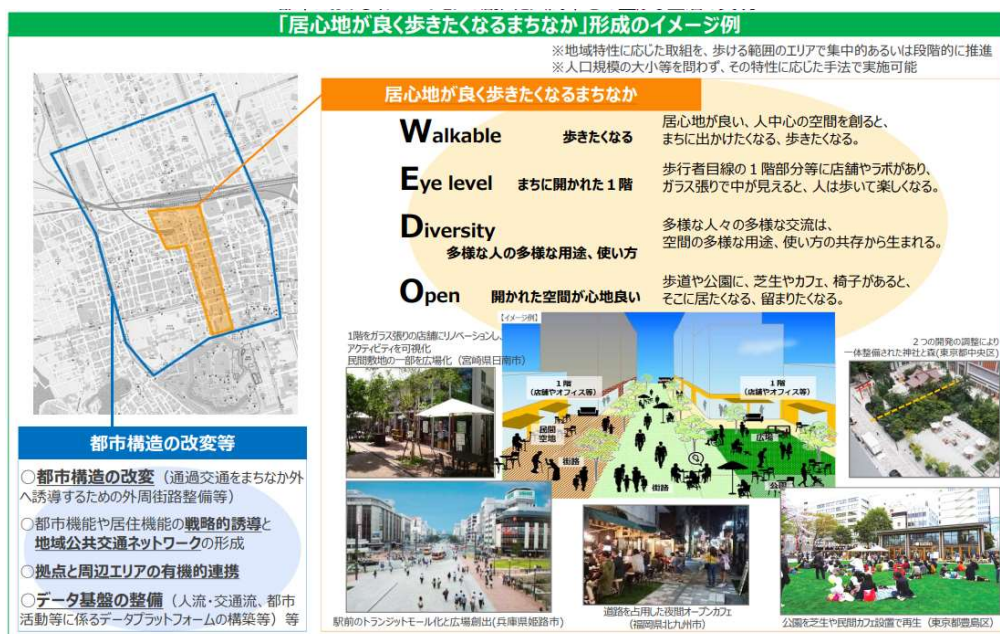 「居心地が良く歩きたくなるまちなか」形成のイメージ例
※地域特性に応じた取組を、歩ける範囲のエリアで集中的あるいは段階的に推進
※人口規模の大小等を問わず、その特性に応じた手法で実施可能
居心地が良く歩きたくなるまちなか
Walkable 歩きたくなる
居心地が良い、人中心の空間を創ると、
まちに出かけたくなる、歩きたくなる。
Eye level まちに開かれた1階
歩行者目線の1階部分等に店舗やラボがあり、
ガラス張りで中が見えると、人は歩いて楽しくなる。
Diversity
多様な人の多様な用途、使い方
多様な人々の多様な交流は、
空間の多様な用途、使い方の共存から生まれる。
Open 開かれた空間が心地良い
歩道や公園に、芝生やカフェ、椅子があると、
そこに居たくなる、留まりたくなる。
【イメージ例】
1階をガラス張りの店舗にリノベーションし、
アクティビティを可視化
民間敷地の一部を広場化(宮崎県日南市)
2つの開発の調整により
一体整備された神社と森(東京都中央区)
1階
(店舗やオフィス等)
1階
(店舗やオフィス等)
民間
空地
広場
街路
街路
公園
都市構造の改変等
○都市構造の改変(通過交通をまちなか外
へ誘導するための外周街路整備等)
○都市機能や居住機能の戦略的誘導と
地域公共交通ネットワークの形成
○拠点と周辺エリアの有機的連携
○データ基盤の整備(人流・交通流、都市
活動等に係るデータプラットフォームの構築等)等
駅前のトランジットモール化と広場創出(兵庫県姫路市)
道路を占用した夜間オープンカフェ
(福岡県北九州市)
公園を芝生や民間カフェ設置で再生(東京都豊島区)